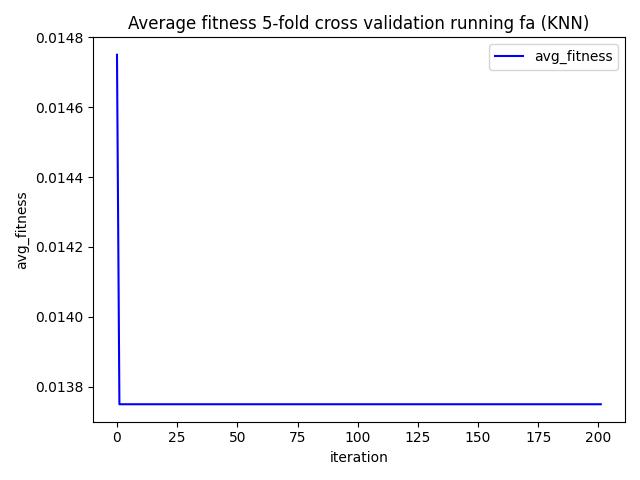 Average fitness 5-fold cross validation running fa (KNN)
avg_fitness
0.0148
0.0146
0.0144
0.0142
0.0140
0.0138
avg_fitness
0 25 50 75 100 125 150 175 200
iteration